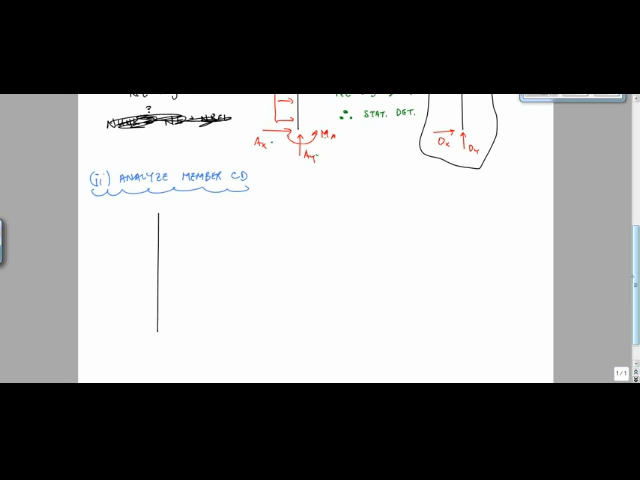 ?
STAT. DET.
Ax
MA
Ay
Dx
Dy
(ii) ANALYZE MEMBER CD
1/1